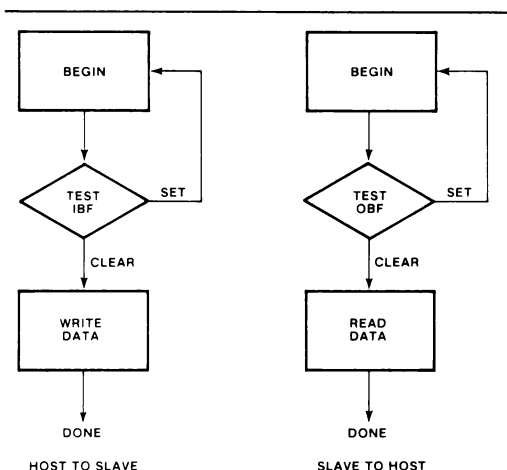 BEGIN
TEST
IBF
SET
CLEAR
WRITE
DATA
DONE
HOST TO SLAVE
BEGIN
TEST
OBF
SET
CLEAR
READ
DATA
DONE
SLAVE TO HOST